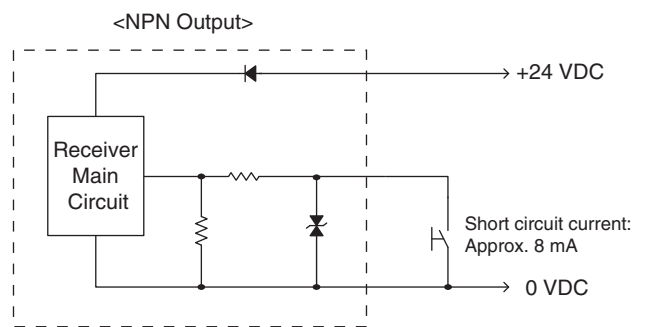 <NPN Output>
+24 VDC
Receiver
Main
Circuit
Short circuit current:
Approx. 8 mA
0 VDC